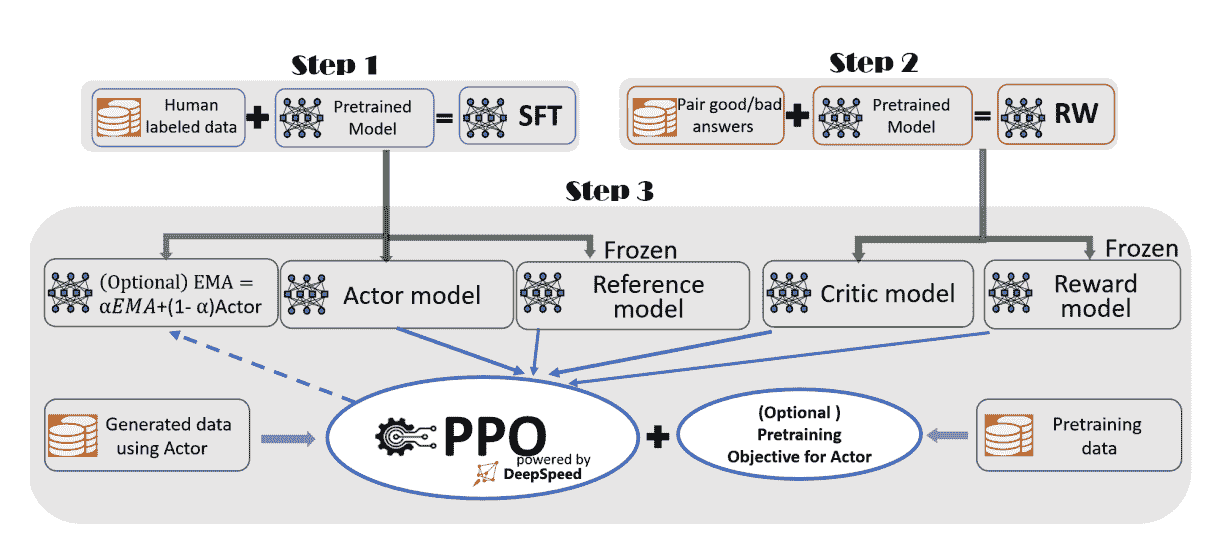 Step 1
Step 2
Human
labeled data
+
Pretrained
Model
=
SFT
Pair good/bad
answers
+
Pretrained
Model
=
RW
Step 3
(Optional) EMA =
αEMA+(1- α)Actor
Actor model
Frozen
Reference
model
Critic model
Frozen
Reward
model
Generated data
using Actor
PPO
powered by
DeepSpeed
+
(Optional )
Pretraining
Objective for Actor
Pretraining
data